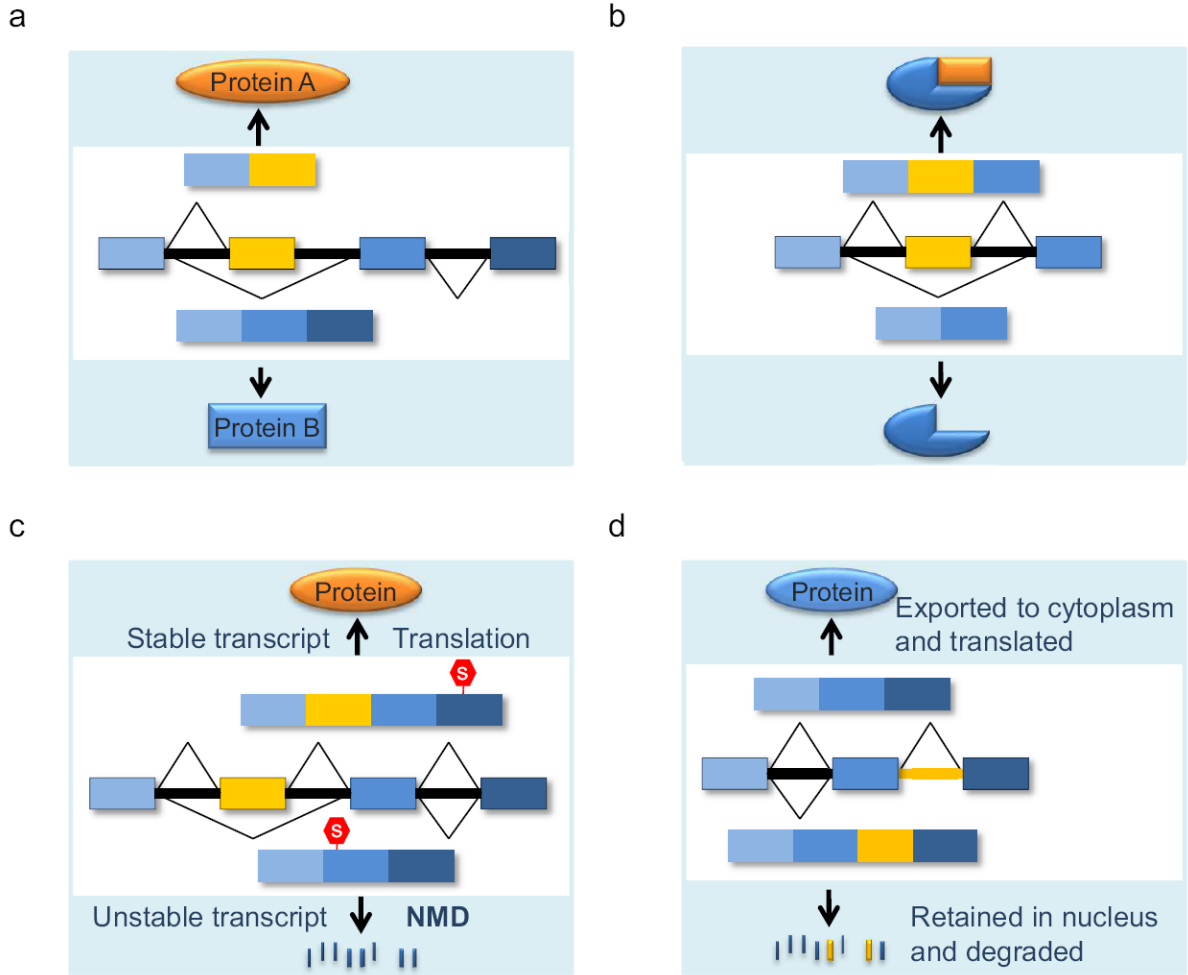 a
Protein A
Protein B
b
c
Protein
Stable transcript
Translation
S
S
Unstable transcript
NMD
d
Protein
Exported to cytoplasm
and translated
Retained in nucleus
and degraded